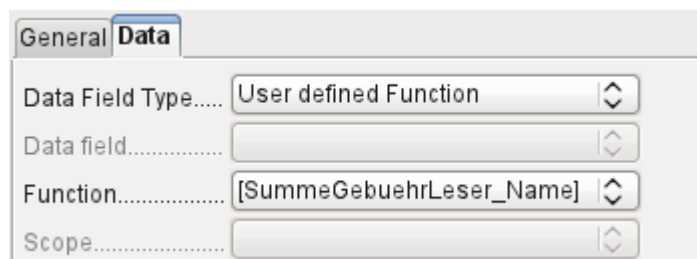 General Data
Data Field Type..... User defined Function
Data field................
Function.................. [SummeGebuehrLeser_Name]
Scope......................